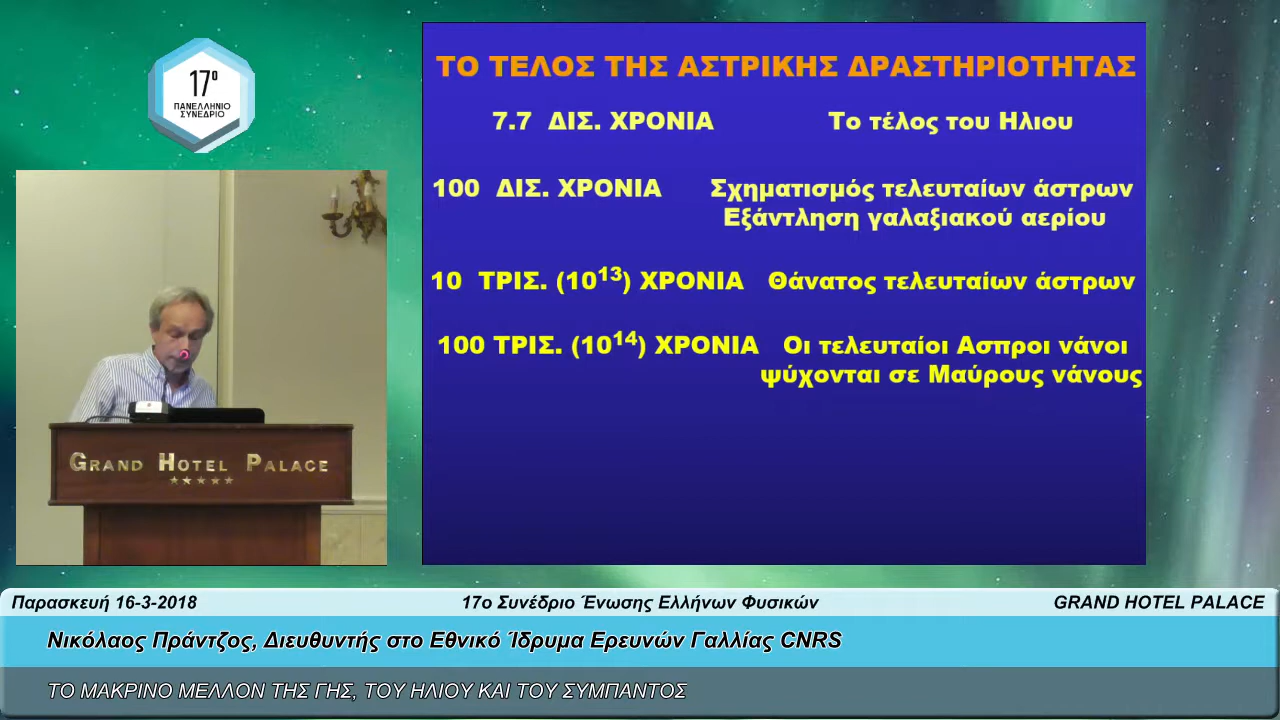 17º
ΠΑΝΕΛΛΗΝΙΟ
ΣΥΝΕΔΡΙΟ
GRAND HOTEL PALACE
★★★★★
ΤΟ ΤΕΛΟΣ ΤΗΣ ΑΣΤΡΙΚΗΣ ΔΡΑΣΤΗΡΙΟΤΗΤΑΣ
7.7 ΔΙΣ. ΧΡΟΝΙΑ Το τέλος του Ηλιου
100 ΔΙΣ. ΧΡΟΝΙΑ Σχηματισμός τελευταίων άστρων
Εξάντληση γαλαξιακού αερίου
10 ΤΡΙΣ. (10¹³) ΧΡΟΝΙΑ Θάνατος τελευταίων άστρων
100 ΤΡΙΣ. (10¹⁴) ΧΡΟΝΙΑ Οι τελευταίοι Ασπροι νάνοι
ψύχονται σε Μαύρους νάνους
Παρασκευή 16-3-2018 17ο Συνέδριο Ένωσης Ελλήνων Φυσικών GRAND HOTEL PALACE
Νικόλαος Πράντζος, Διευθυντής στο Εθνικό Ίδρυμα Ερευνών Γαλλίας CNRS
ΤΟ ΜΑΚΡΙΝΟ ΜΕΛΛΟΝ ΤΗΣ ΓΗΣ, ΤΟΥ ΗΛΙΟΥ ΚΑΙ ΤΟΥ ΣΥΜΠΑΝΤΟΣ